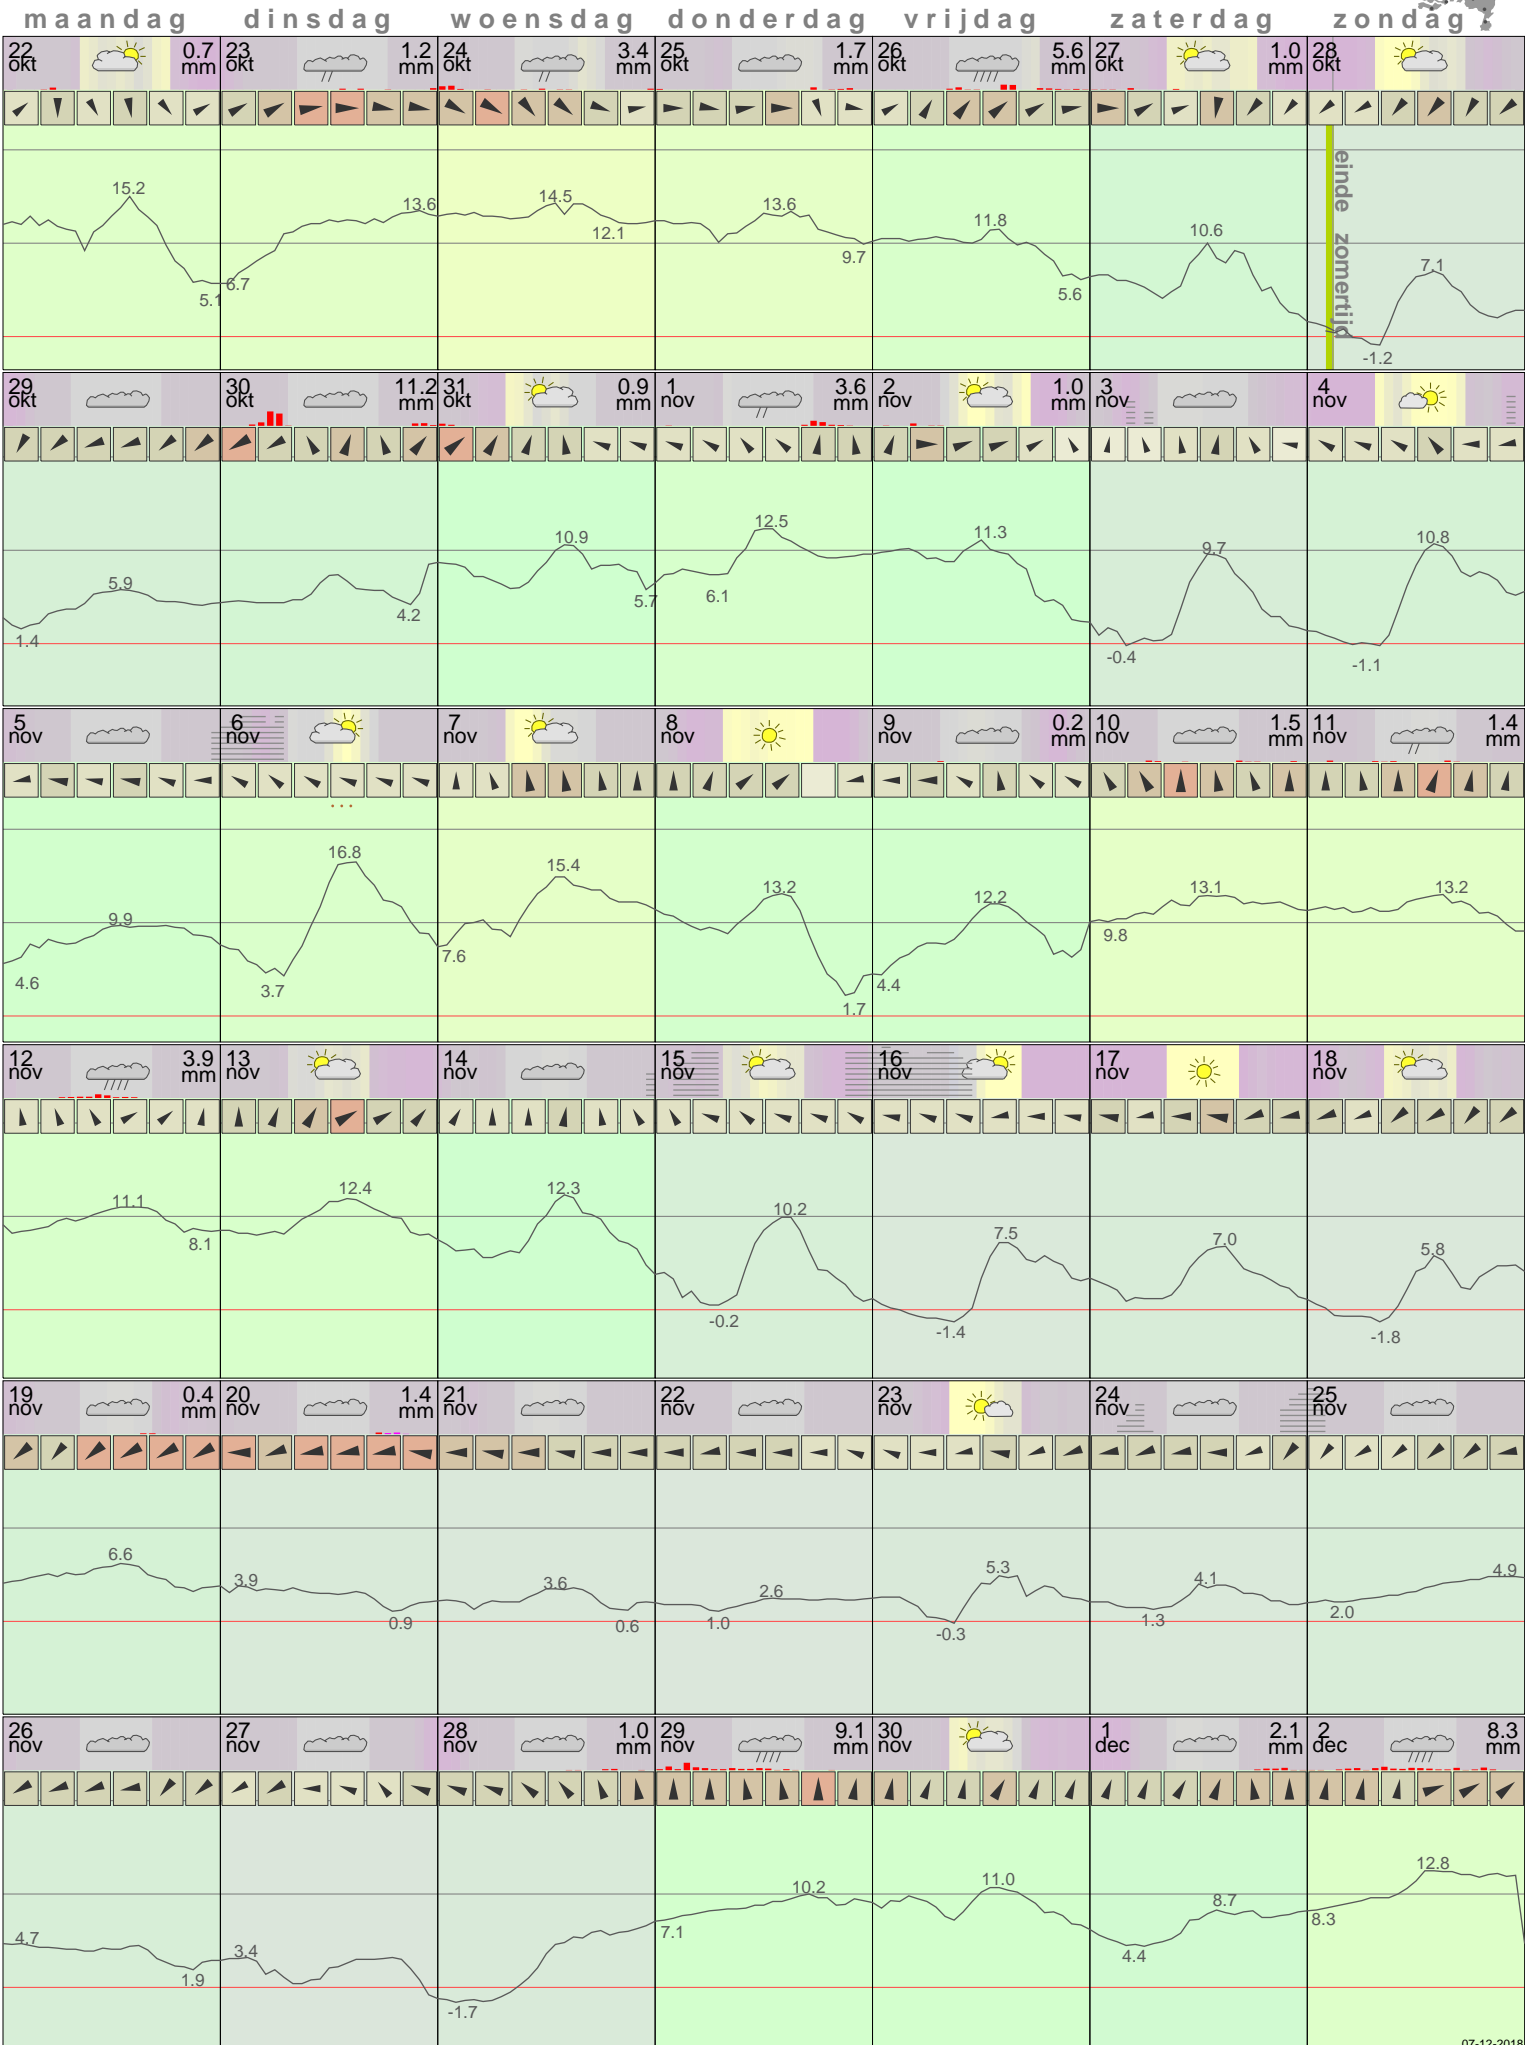 maandag dinsdag woensdag donderdag vrijdag zaterdag zondag
22 0.7 23 1.2 24 3.4 25 1.7 26 5.6 27 1.0 28
okt mm okt mm okt mm okt mm okt mm okt mm okt
einde zomertijd
15.2 14.5 13.6 13.6 11.8 10.6
12.1 9.7 7.1
6.7 5.1 5.6
-1.2
29 30 11.2 31 0.9 1 3.6 2 1.0 3 4
okt okt mm okt mm nov mm nov mm nov nov
12.5 11.3
10.9 9.7 10.8
5.9 6.1 5.7
1.4 4.2 -0.4 -1.1
5 6 7 8 9 0.2 10 1.5 11 1.4
nov nov nov nov nov mm nov mm nov mm
...
16.8 15.4
9.9 13.2 12.2 13.1 13.2
7.6 9.8
4.6 3.7 4.4
1.7
12 3.9 13 14 15 16 17 18
nov mm nov nov nov nov nov nov
11.1 12.4 12.3 10.2
8.1 7.5 7.0 5.8
-0.2 -1.4 -1.8
19 0.4 20 1.4 21 22 23 24 25
nov mm nov mm nov nov nov nov nov
6.6 3.9 3.6 2.6 5.3 4.1 4.9
0.9 0.6 1.0 -0.3 1.3 2.0
26 27 28 1.0 29 9.1 30 1 2.1 2 8.3
nov nov nov mm nov mm nov dec mm dec mm
12.8
10.2 11.0 8.7
4.7 3.4 7.1 8.3
1.9 4.4
-1.7
07-12-2018